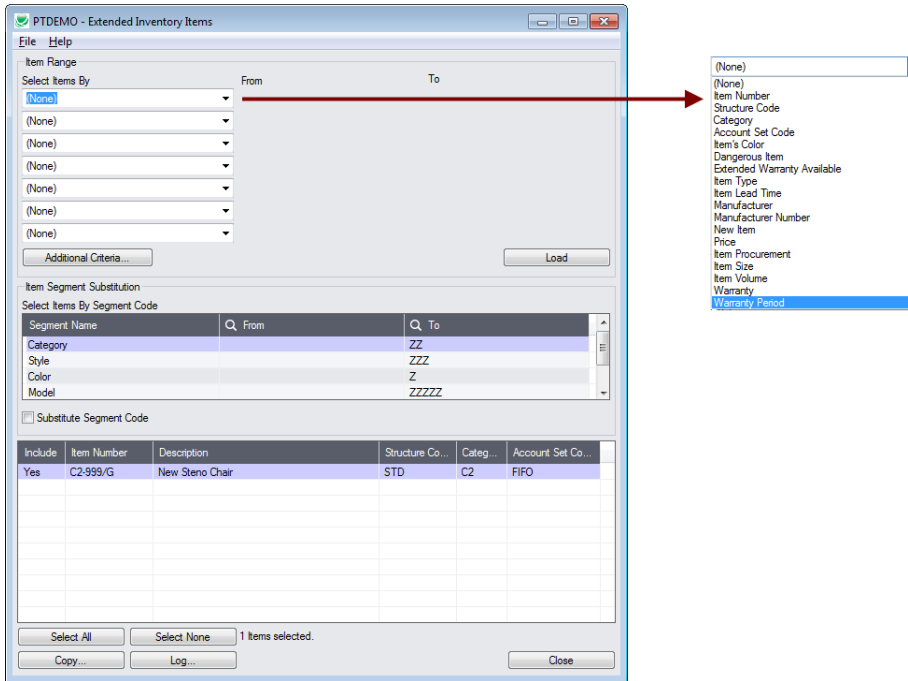 PTDEMO - Extended Inventory Items
File Help
Item Range
Select Items By From To
(None)
(None)
(None)
(None)
(None)
(None)
(None)
Additional Criteria... Load
Item Segment Substitution
Select Items By Segment Code
Segment Name From To
Category ZZ
Style ZZZ
Color Z
Model ZZZZZ
Substitute Segment Code
Include Item Number Description Structure Co... Categ... Account Set Co...
Yes C2-999/G New Steno Chair STD C2 FIFO
Select All Select None 1 Items selected.
Copy... Log... Close
(None)
(None)
Item Number
Structure Code
Category
Account Set Code
Item's Color
Dangerous Item
Extended Warranty Available
Item Type
Item Lead Time
Manufacturer
Manufacturer Number
New Item
Price
Item Procurement
Item Size
Item Volume
Warranty
Warranty Period